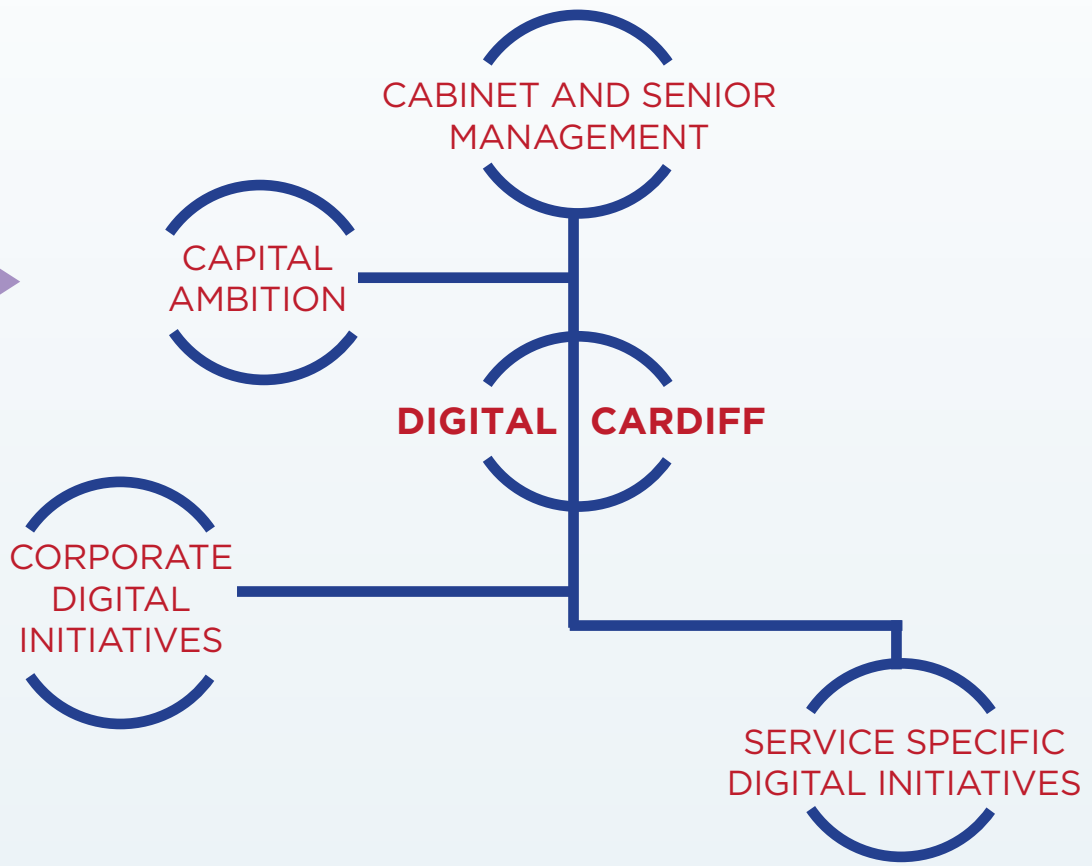 CABINET AND SENIOR
MANAGEMENT
CAPITAL
AMBITION
DIGITAL CARDIFF
CORPORATE
DIGITAL
INITIATIVES
SERVICE SPECIFIC
DIGITAL INITIATIVES